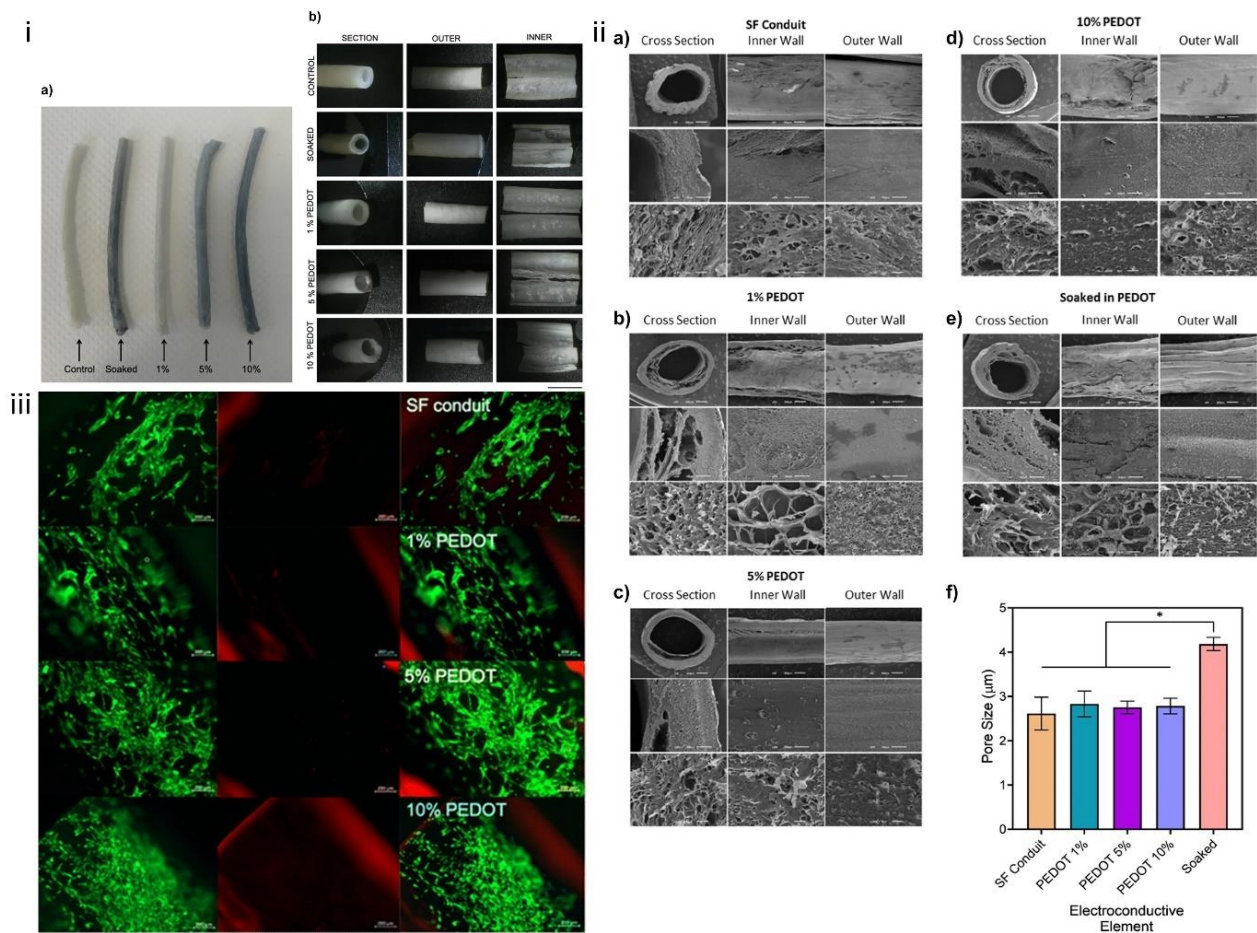 i
a)
Control
Soaked
1%
5%
10%
b)
SECTION
OUTER
INNER
CONTROL
SOAKED
1 % PEDOT
5 % PEDOT
10 % PEDOT
ii
SF Conduit
a)
Cross Section
Inner Wall
Outer Wall
1% PEDOT
b)
Cross Section
Inner Wall
Outer Wall
5% PEDOT
c)
Cross Section
Inner Wall
Outer Wall
10% PEDOT
d)
Cross Section
Inner Wall
Outer Wall
Soaked in PEDOT
e)
Cross Section
Inner Wall
Outer Wall
f)
Pore Size (μm)
5
4
3
2
1
0
*
SF Conduit
PEDOT 1%
PEDOT 5%
PEDOT 10%
Soaked
Electroconductive
Element
iii
SF conduit
1% PEDOT
5% PEDOT
10% PEDOT